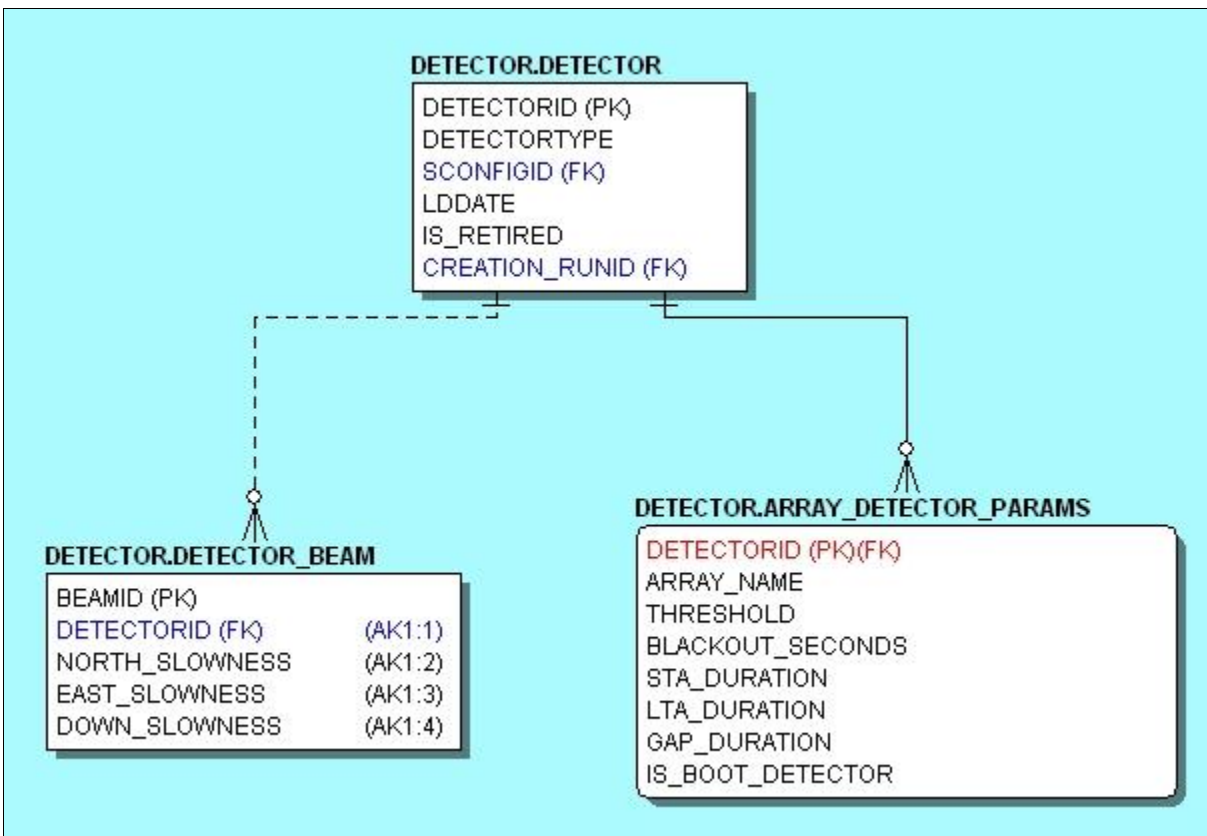 DETECTOR.DETECTOR
DETECTORID (PK)
DETECTORTYPE
SCONFIGID (FK)
LDDATE
IS_RETIRED
CREATION_RUNID (FK)
DETECTOR.DETECTOR_BEAM
BEAMID (PK)
DETECTORID (FK) (AK1:1)
NORTH_SLOWNESS (AK1:2)
EAST_SLOWNESS (AK1:3)
DOWN_SLOWNESS (AK1:4)
DETECTOR.ARRAY_DETECTOR_PARAMS
DETECTORID (PK)(FK)
ARRAY_NAME
THRESHOLD
BLACKOUT_SECONDS
STA_DURATION
LTA_DURATION
GAP_DURATION
IS_BOOT_DETECTOR